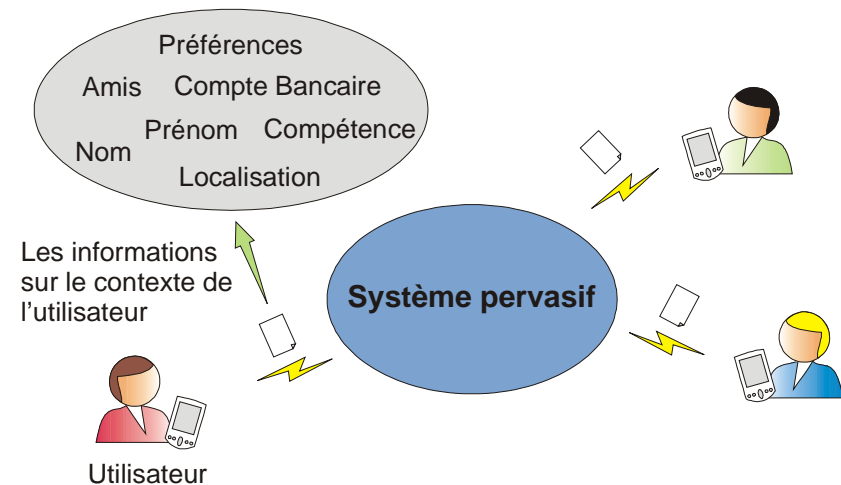 Préférences
Amis Compte Bancaire
Prénom Compétence
Nom
Localisation
Les informations
sur le contexte de
l'utilisateur
Système pervasif
Utilisateur